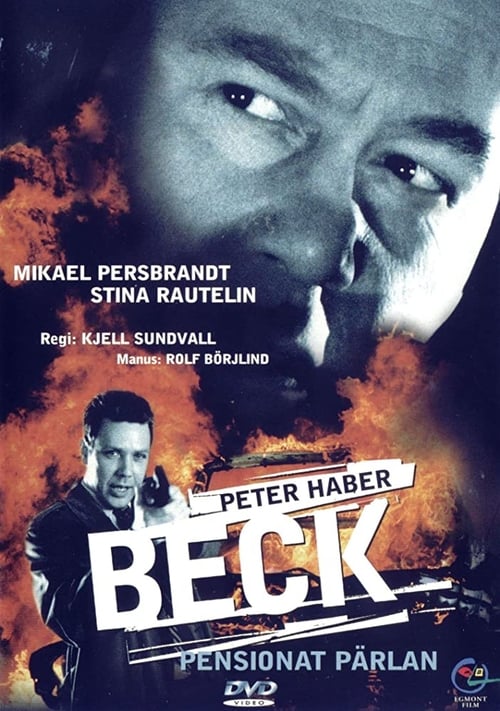 MIKAEL PERSBRANDT
STINA RAUTELIN
Regi: KJELL SUNDVALL
Manus: ROLF BÖRJLIND
PETER HABER
BECK
PENSIONAT PÄRLAN
DVD
VIDEO
EGMONT
FILM